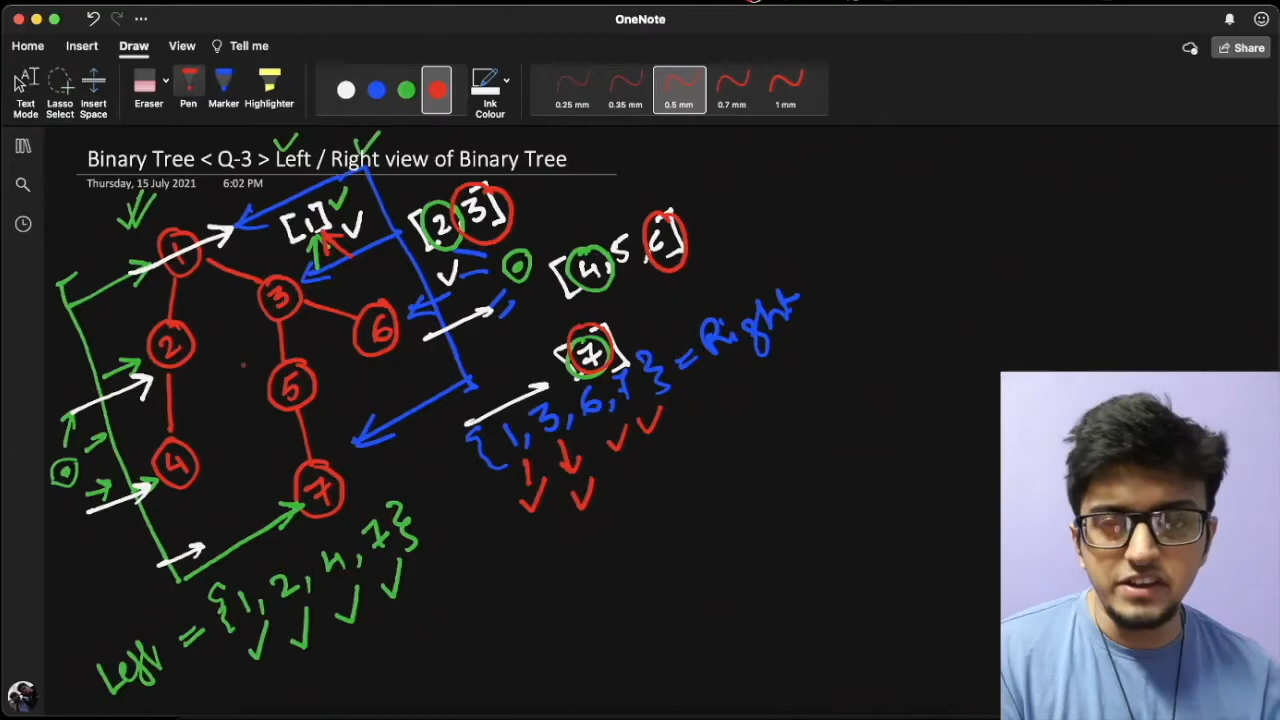 OneNote
Home Insert Draw View Tell me
Share
Text Mode
Lasso Select
Insert Space
Eraser
Pen
Marker
Highlighter
Ink Colour
0.25 mm
0.35 mm
0.5 mm
0.7 mm
1 mm
Binary Tree < Q-3 > Left / Right view of Binary Tree
Thursday, 15 July 2021 6:02 PM
[1]
[2, 3]
[4, 5, 6]
[7]
1
3
2
6
5
4
7
{1, 3, 6, 7} = Right
Left = {1, 2, 4, 7}